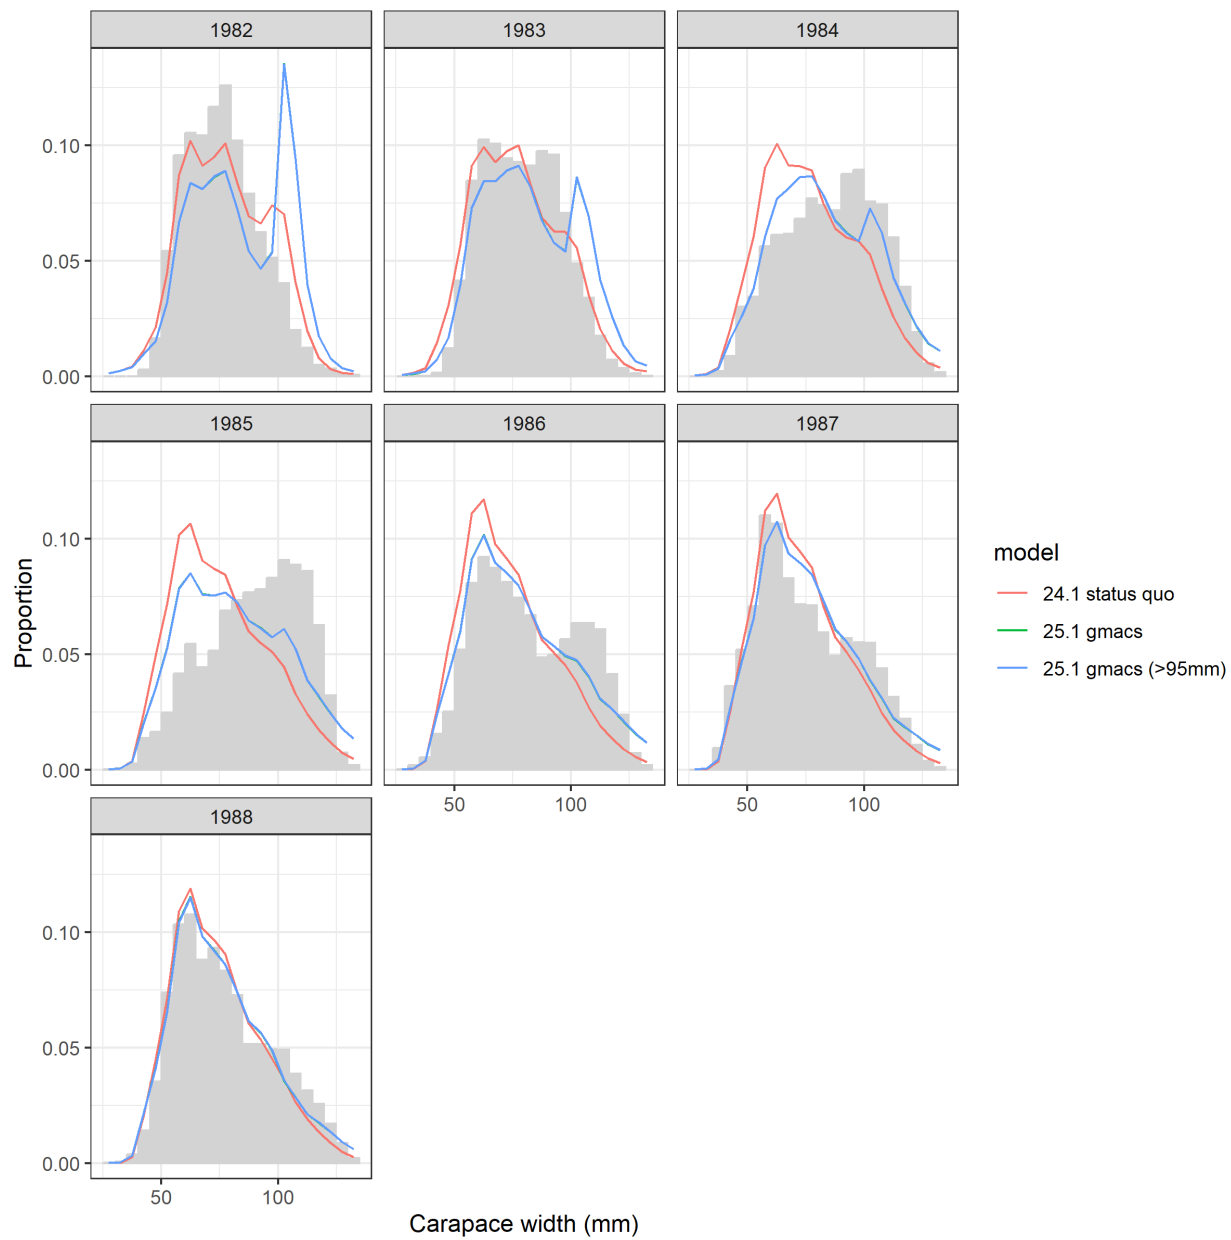 1982 1983 1984
0.10
0.05
0.00
1985 1986 1987
0.10
0.05
0.00
50 100 50 100
1988
0.10
0.05
0.00
50 100
Proportion
Carapace width (mm)
model
24.1 status quo
25.1 gmacs
25.1 gmacs (>95mm)